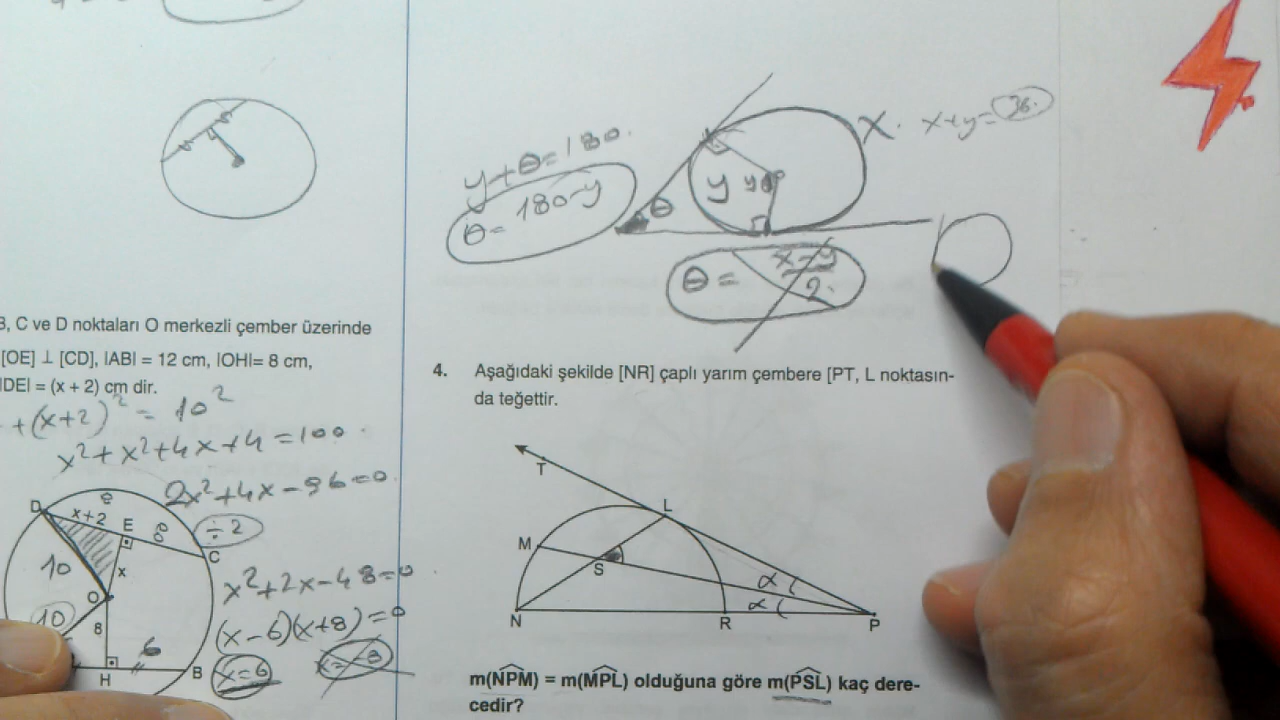 B, C ve D noktaları O merkezli çember üzerinde
[OE] ⊥ [CD], |AB| = 12 cm, |OH|= 8 cm,
|DE| = (x + 2) cm dir.
+(x+2)² = 10²
x² + x² + 4x + 4 = 100
2x² + 4x - 96 = 0
÷ 2
x² + 2x - 48 = 0
(x - 6)(x + 8) = 0
x = 6
D
x+2
E
C
10
x
O
10
8
6
H
B
y + θ = 180
θ = 180 - y
θ
y
y
x
x + y =
θ = x - y / 2
4. Aşağıdaki şekilde [NR] çaplı yarım çembere [PT, L noktasın-
da teğettir.
T
L
M
S
α
α
N
R
P
m(NPM) = m(MPL) olduğuna göre m(PSL) kaç dere-
cedir?